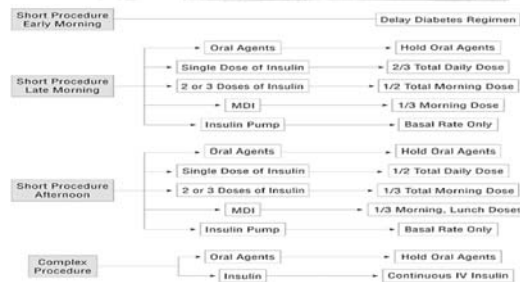 Short Procedure
Early Morning
Delay Diabetes Regimen
Short Procedure
Late Morning
Oral Agents
Hold Oral Agents
Single Dose of Insulin
2/3 Total Daily Dose
2 or 3 Doses of Insulin
1/2 Total Morning Dose
MDI
1/3 Morning Dose
Insulin Pump
Basal Rate Only
Short Procedure
Afternoon
Oral Agents
Hold Oral Agents
Single Dose of Insulin
1/2 Total Daily Dose
2 or 3 Doses of Insulin
1/3 Total Morning Dose
MDI
1/3 Morning, Lunch Doses
Insulin Pump
Basal Rate Only
Complex
Procedure
Oral Agents
Hold Oral Agents
Insulin
Continuous IV Insulin